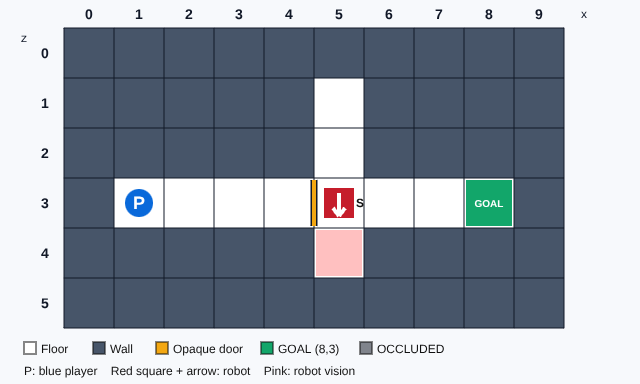 0 1 2 3 4 5 6 7 8 9 x
z
0
1
2
3 P S GOAL
4
5
Floor Wall Opaque door GOAL (8,3) OCCLUDED
P: blue player Red square + arrow: robot Pink: robot vision